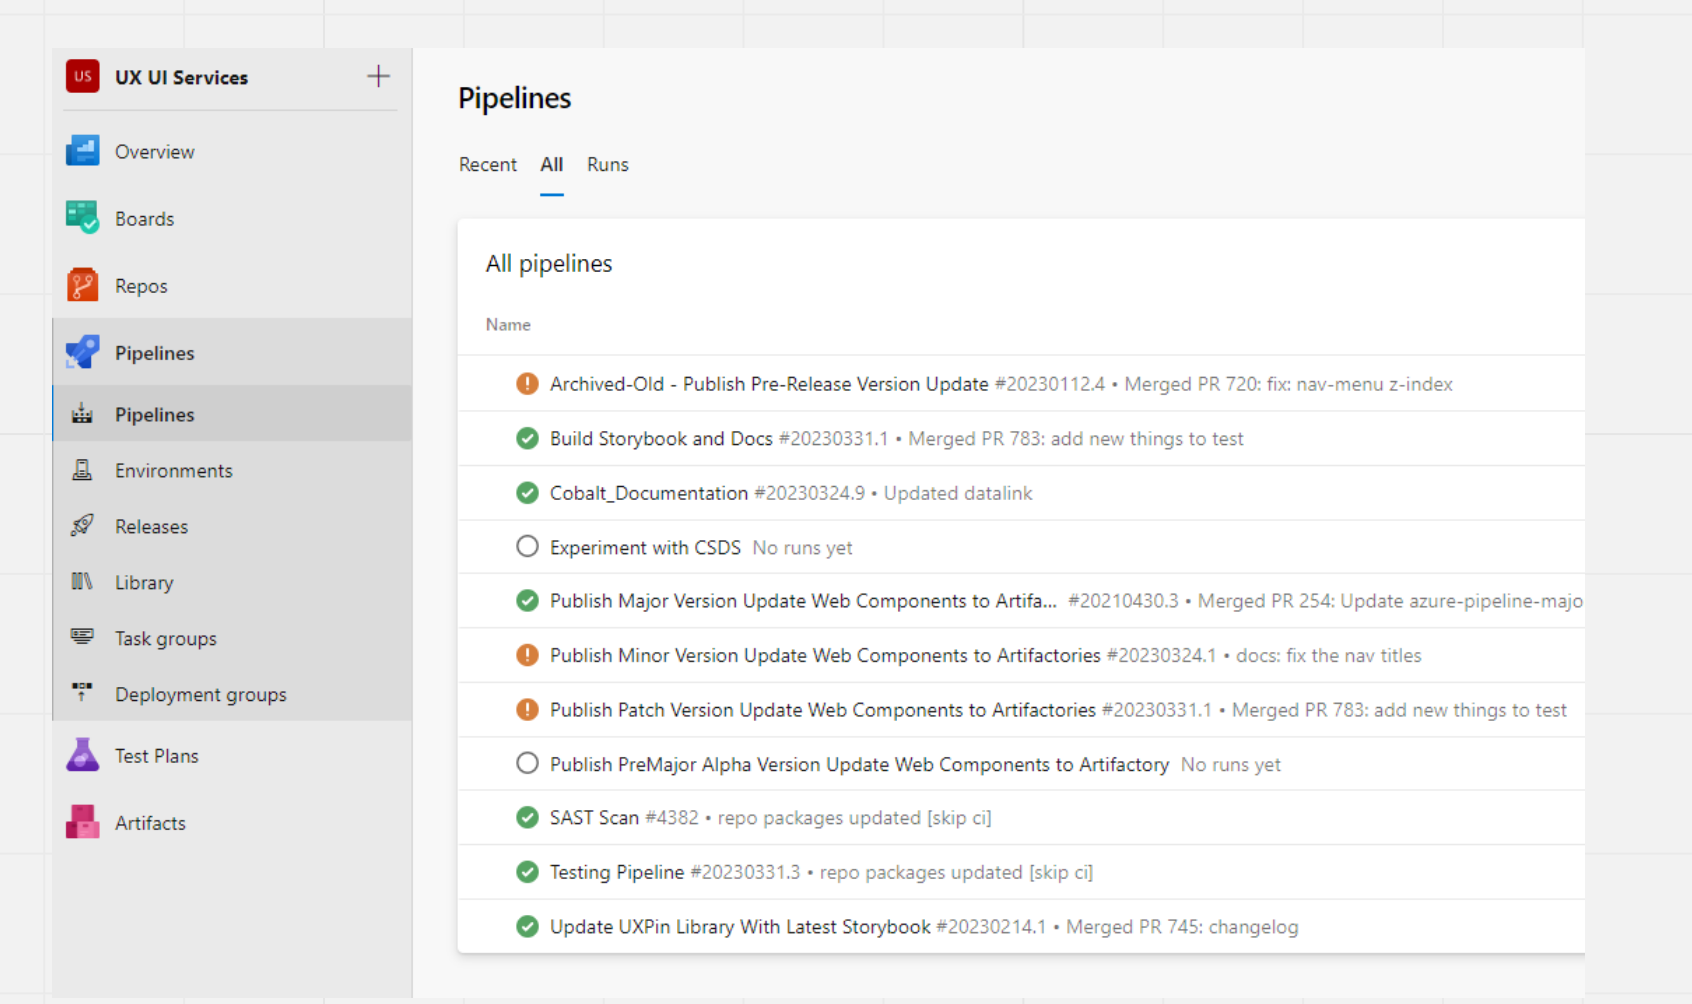 US UX UI Services
Overview
Boards
Repos
Pipelines
Pipelines
Environments
Releases
Library
Task groups
Deployment groups
Test Plans
Artifacts
Pipelines
Recent All Runs
All pipelines
Name
Archived-Old - Publish Pre-Release Version Update #20230112.4 • Merged PR 720: fix: nav-menu z-index
Build Storybook and Docs #20230331.1 • Merged PR 783: add new things to test
Cobalt_Documentation #20230324.9 • Updated datalink
Experiment with CSDS No runs yet
Publish Major Version Update Web Components to Artifa... #20210430.3 • Merged PR 254: Update azure-pipeline-majo
Publish Minor Version Update Web Components to Artifactories #20230324.1 • docs: fix the nav titles
Publish Patch Version Update Web Components to Artifactories #20230331.1 • Merged PR 783: add new things to test
Publish PreMajor Alpha Version Update Web Components to Artifactory No runs yet
SAST Scan #4382 • repo packages updated [skip ci]
Testing Pipeline #20230331.3 • repo packages updated [skip ci]
Update UXPin Library With Latest Storybook #20230214.1 • Merged PR 745: changelog